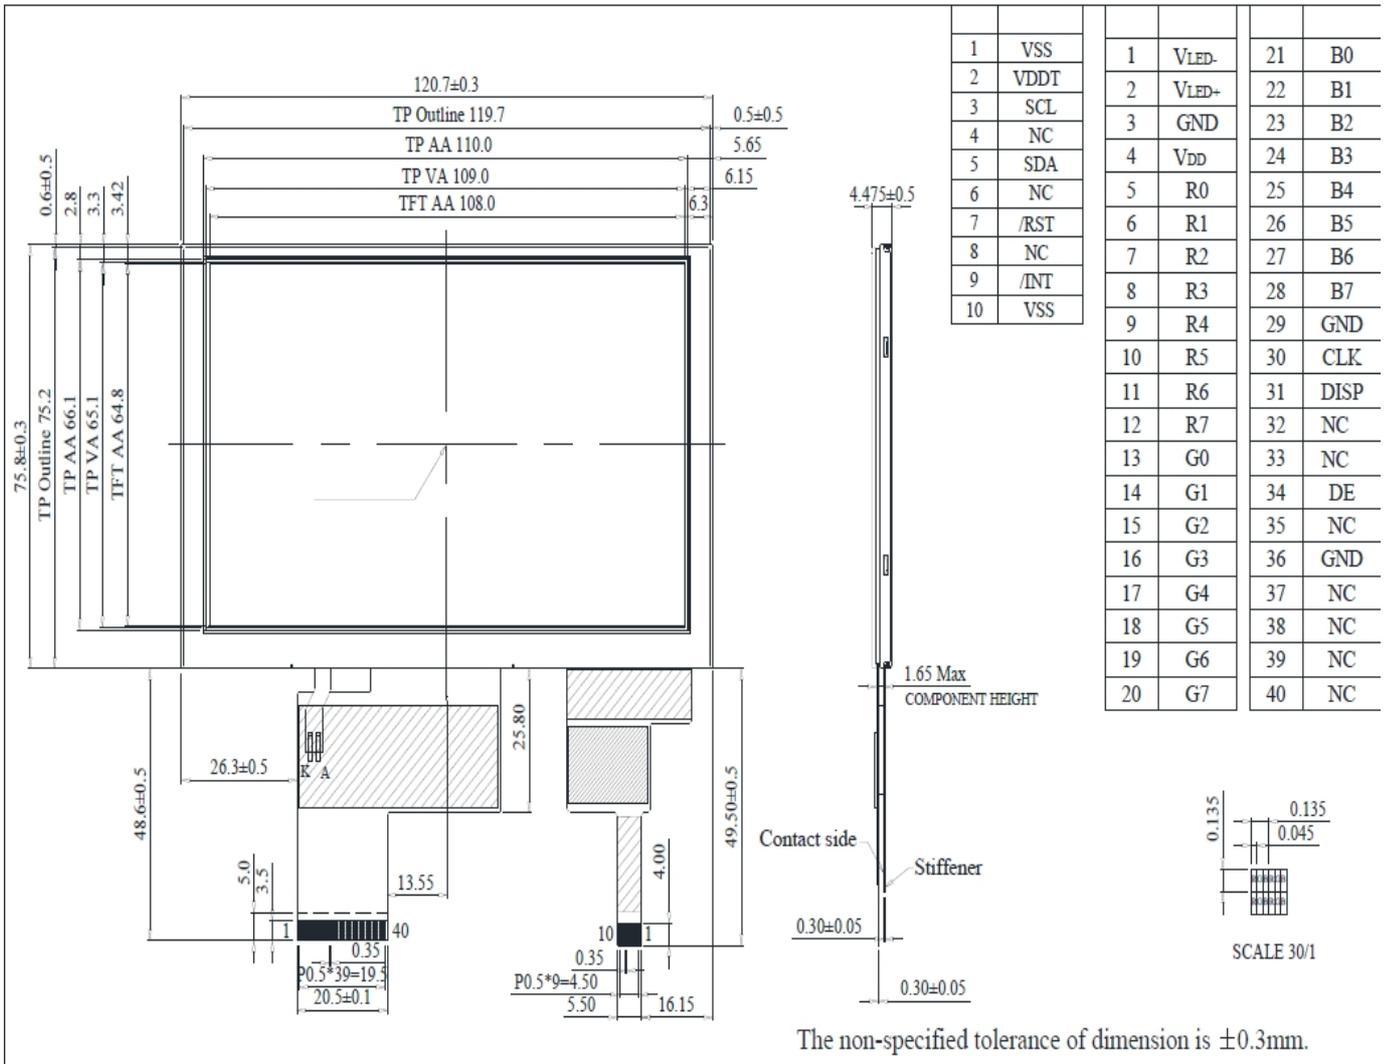 120.7±0.3
TP Outline 119.7
0.5±0.5
TP AA 110.0
5.65
TP VA 109.0
6.15
TFT AA 108.0
6.3
0.6±0.5
2.8
3.3
3.42
75.8±0.3
TP Outline 75.2
TP AA 66.1
TP VA 65.1
TFT AA 64.8
4.475±0.5
1 VSS
2 VDDT
3 SCL
4 NC
5 SDA
6 NC
7 /RST
8 NC
9 /INT
10 VSS
1 VLED-
2 VLED+
3 GND
4 VDD
5 R0
6 R1
7 R2
8 R3
9 R4
10 R5
11 R6
12 R7
13 G0
14 G1
15 G2
16 G3
17 G4
18 G5
19 G6
20 G7
21 B0
22 B1
23 B2
24 B3
25 B4
26 B5
27 B6
28 B7
29 GND
30 CLK
31 DISP
32 NC
33 NC
34 DE
35 NC
36 GND
37 NC
38 NC
39 NC
40 NC
1.65 Max
COMPONENT HEIGHT
K A
26.3±0.5
48.6±0.5
25.80
49.50±0.5
5.0
3.5
13.55
4.00
1
40
0.35
P0.5*39=19.5
20.5±0.1
10
1
0.35
P0.5*9=4.50
5.50
16.15
Contact side
Stiffener
0.30±0.05
0.30±0.05
0.135
0.135
0.045
SCALE 30/1
The non-specified tolerance of dimension is ±0.3mm.